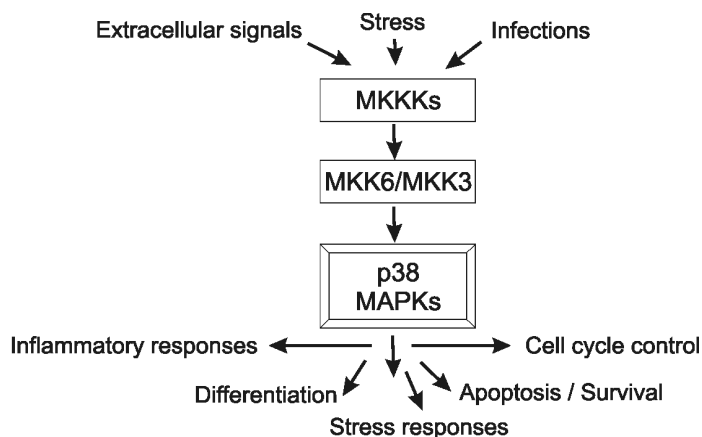 Stress
Extracellular signals
Infections
MKKKs
MKK6/MKK3
p38
MAPKs
Inflammatory responses
Cell cycle control
Differentiation
Apoptosis / Survival
Stress responses